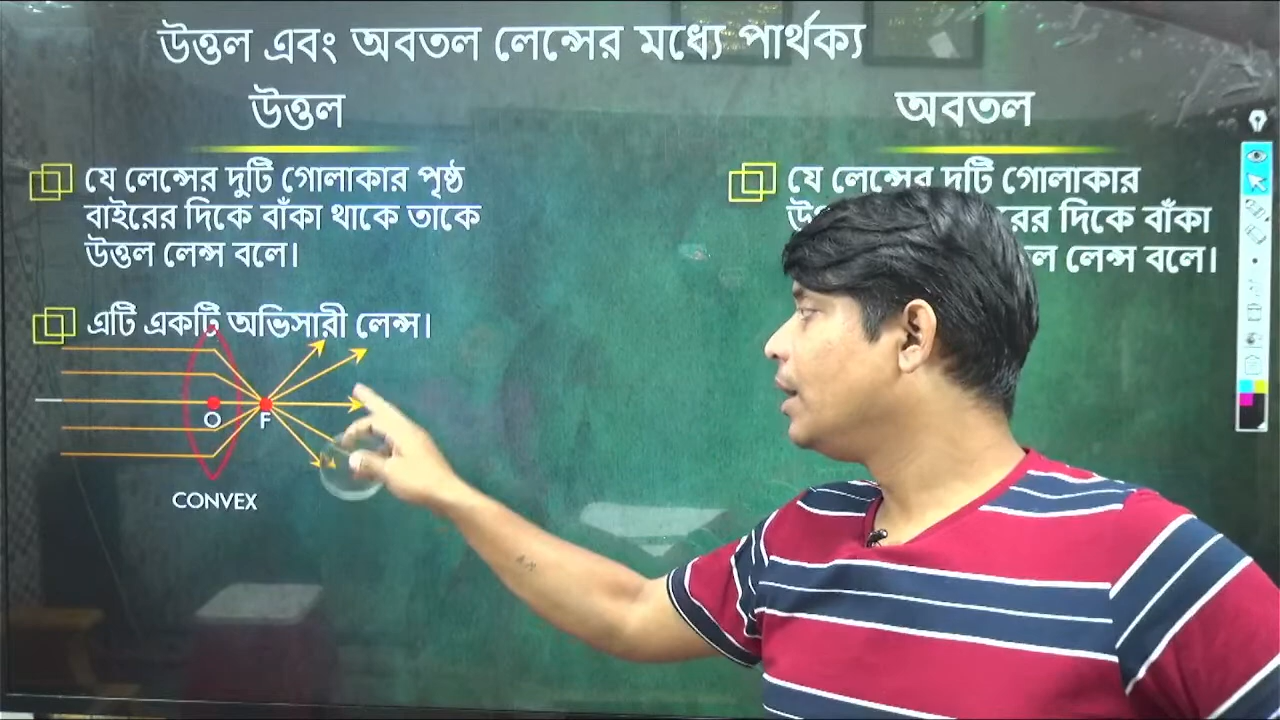 উত্তল এবং অবতল লেন্সের মধ্যে পার্থক্য
উত্তল
যে লেন্সের দুটি গোলাকার পৃষ্ঠ
বাইরের দিকে বাঁকা থাকে তাকে
উত্তল লেন্স বলে।
এটি একটি অভিসারী লেন্স।
O F
CONVEX
অবতল
যে লেন্সের দুটি গোলাকার
দিকে বাঁকা
লেন্স বলে।